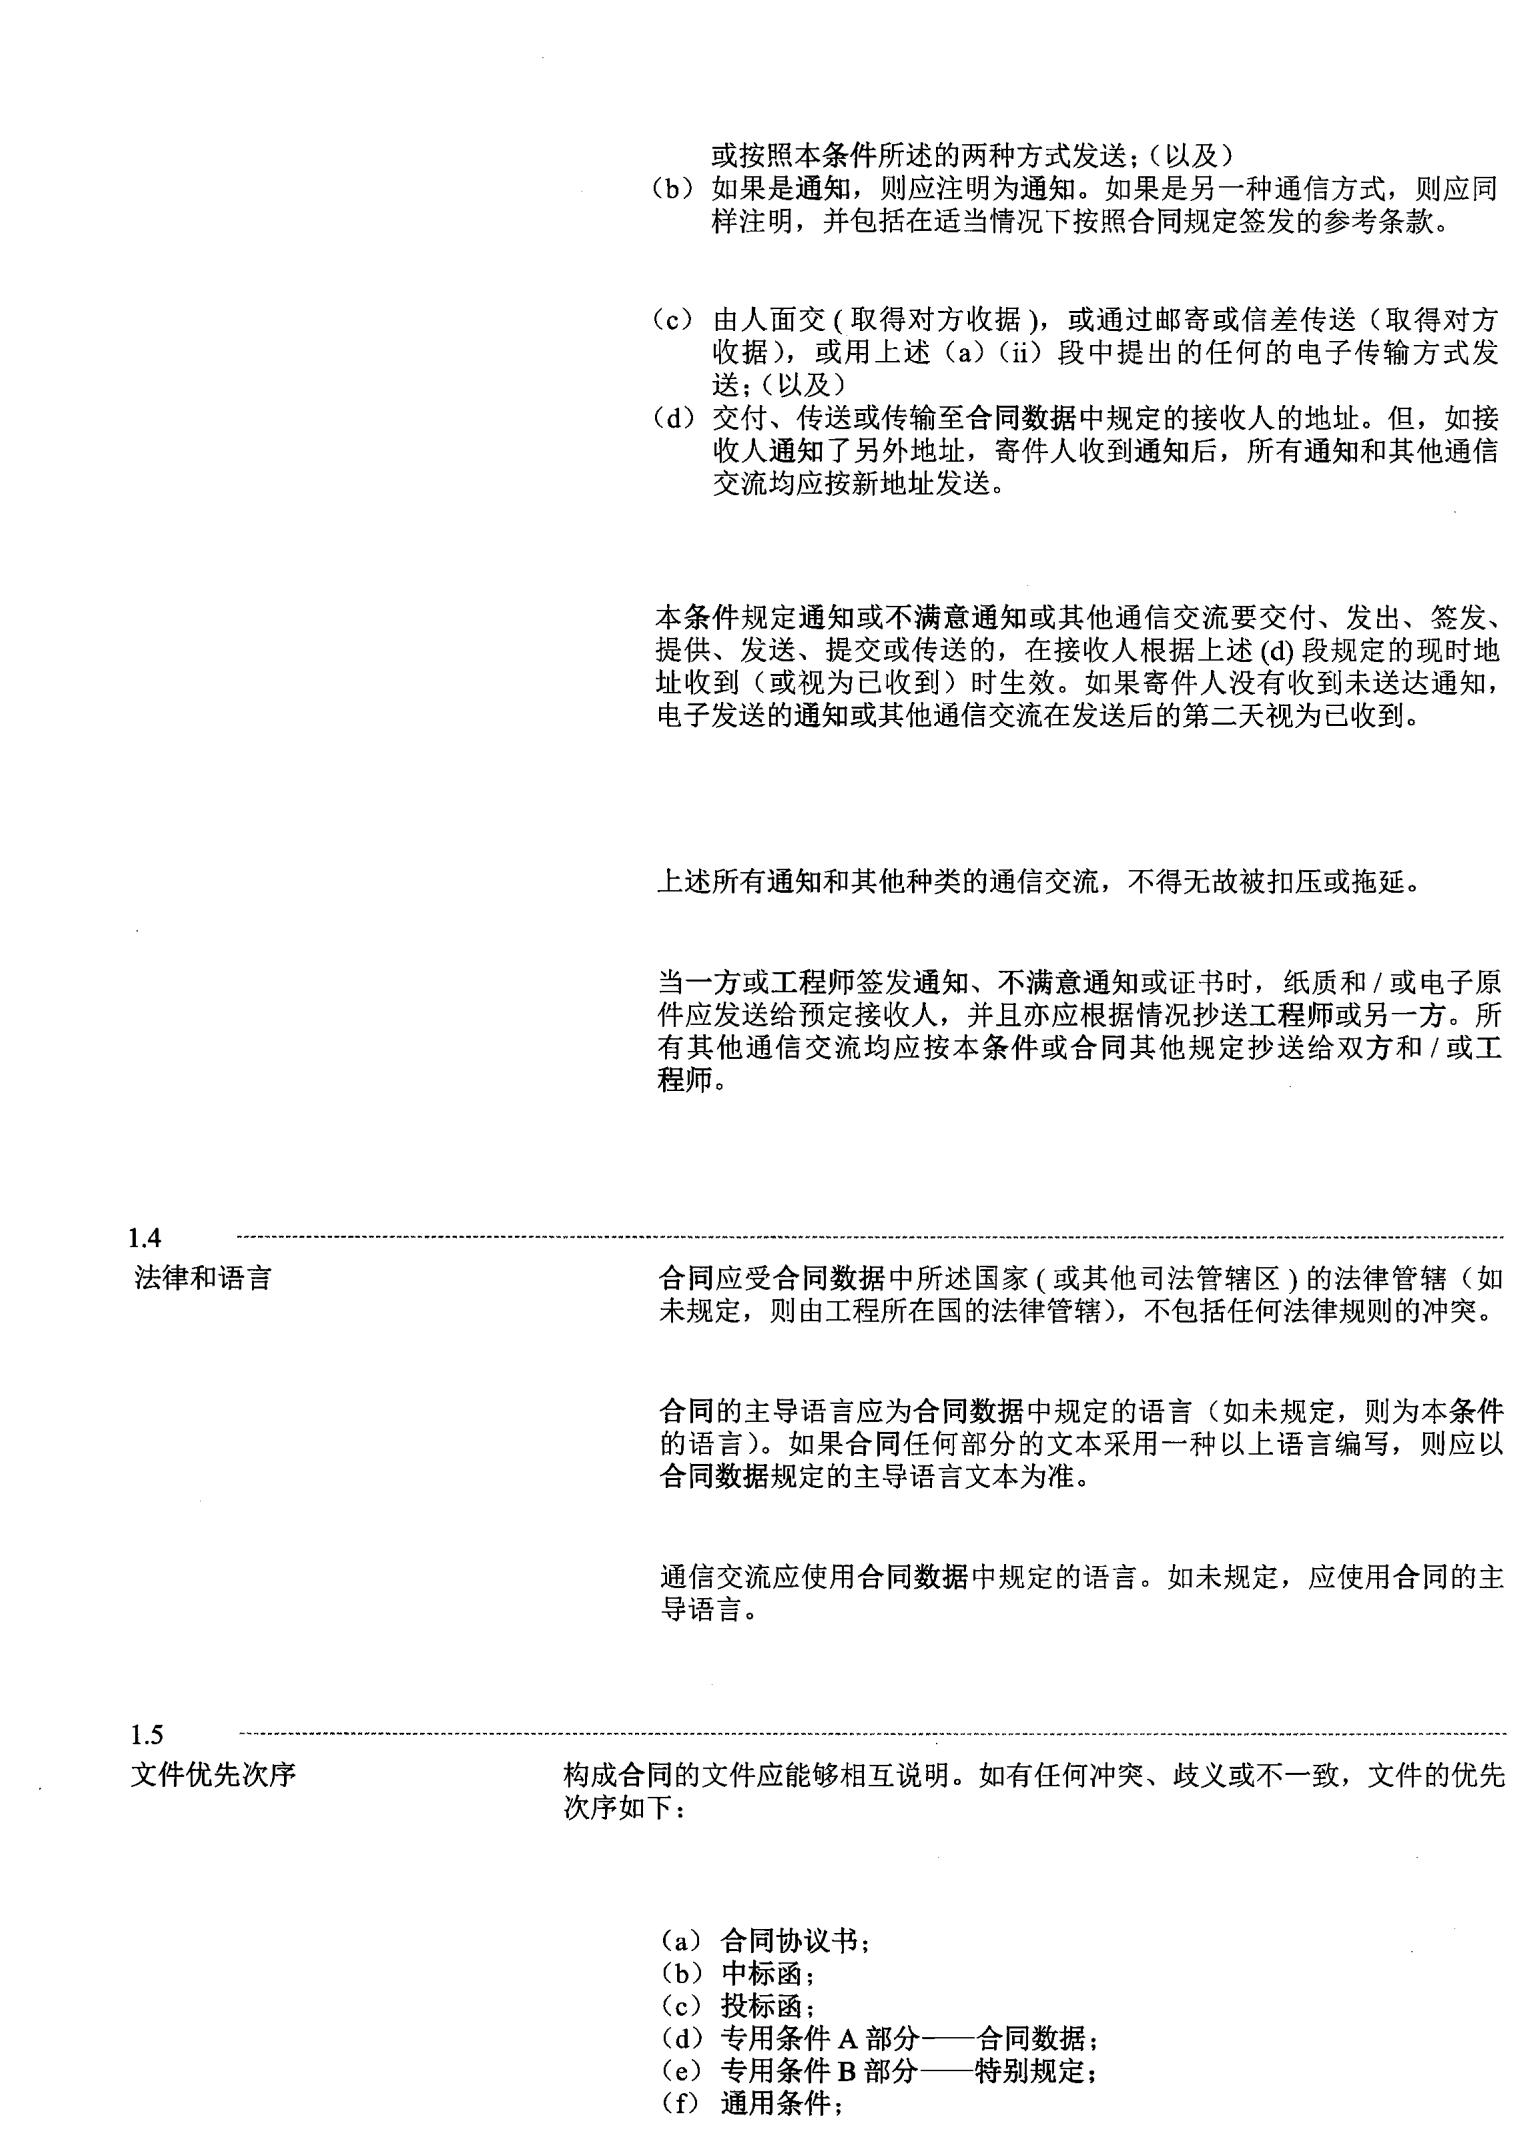 或按照本条件所述的两种方式发送；（以及）
（b）如果是通知，则应注明为通知。如果是另一种通信方式，则应同
样注明，并包括在适当情况下按照合同规定签发的参考条款。
（c）由人面交（取得对方收据），或通过邮寄或信差传送（取得对方
收据），或用上述（a）（ii）段中提出的任何的电子传输方式发
送；（以及）
（d）交付、传送或传输至合同数据中规定的接收人的地址。但，如接
收人通知了另外地址，寄件人收到通知后，所有通知和其他通信
交流均应按新地址发送。
本条件规定通知或不满意通知或其他通信交流要交付、发出、签发、
提供、发送、提交或传送的，在接收人根据上述 (d) 段规定的现时地
址收到（或视为已收到）时生效。如果寄件人没有收到未送达通知，
电子发送的通知或其他通信交流在发送后的第二天视为已收到。
上述所有通知和其他种类的通信交流，不得无故被扣压或拖延。
当一方或工程师签发通知、不满意通知或证书时，纸质和 / 或电子原
件应发送给预定接收人，并且亦应根据情况抄送工程师或另一方。所
有其他通信交流均应按本条件或合同其他规定抄送给双方和 / 或工
程师。
1.4
法律和语言
合同应受合同数据中所述国家（或其他司法管辖区）的法律管辖（如
未规定，则由工程所在国的法律管辖），不包括任何法律规则的冲突。
合同的主导语言应为合同数据中规定的语言（如未规定，则为本条件
的语言）。如果合同任何部分的文本采用一种以上语言编写，则应以
合同数据规定的主导语言文本为准。
通信交流应使用合同数据中规定的语言。如未规定，应使用合同的主
导语言。
1.5
文件优先次序
构成合同的文件应能够相互说明。如有任何冲突、歧义或不一致，文件的优先
次序如下：
（a）合同协议书；
（b）中标函；
（c）投标函；
（d）专用条件 A 部分——合同数据；
（e）专用条件 B 部分——特别规定；
（f）通用条件；